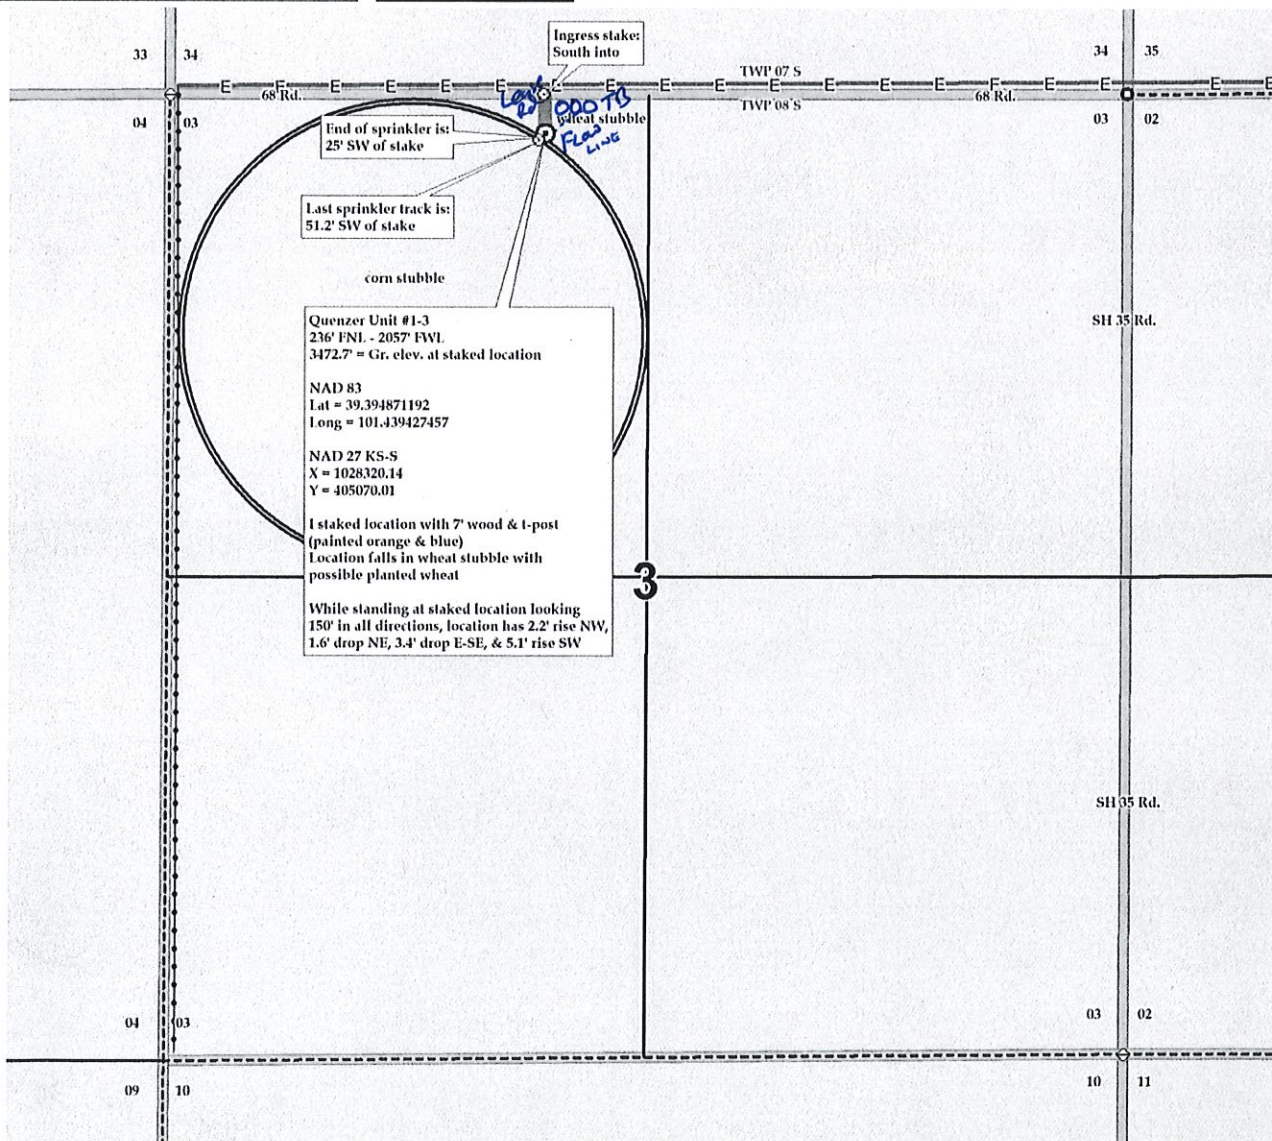 Ingress stake:
South into
33 34
34 35
TWP 07 S
E E E E E E E E E E E E E E E E E E
68 Rd.
TWP 08 S
68 Rd.
Rd
OOO TB
wheat stubble
FLOW
LINE
04 03
03 02
End of sprinkler is:
25' SW of stake
Last sprinkler track is:
51.2' SW of stake
corn stubble
Quenzer Unit #1-3
236' FNL - 2057' FWL
3472.7' = Gr. elev. at staked location
NAD 83
Lat = 39.394871192
Long = 101.439427457
NAD 27 KS-S
X = 1028320.14
Y = 405070.01
I staked location with 7' wood & t-post
(painted orange & blue)
Location falls in wheat stubble with
possible planted wheat
While standing at staked location looking
150' in all directions, location has 2.2' rise NW,
1.6' drop NE, 3.4' drop E-SE, & 5.1' rise SW
SH 35 Rd.
3
SH 35 Rd.
04 03
03 02
09 10
10 11